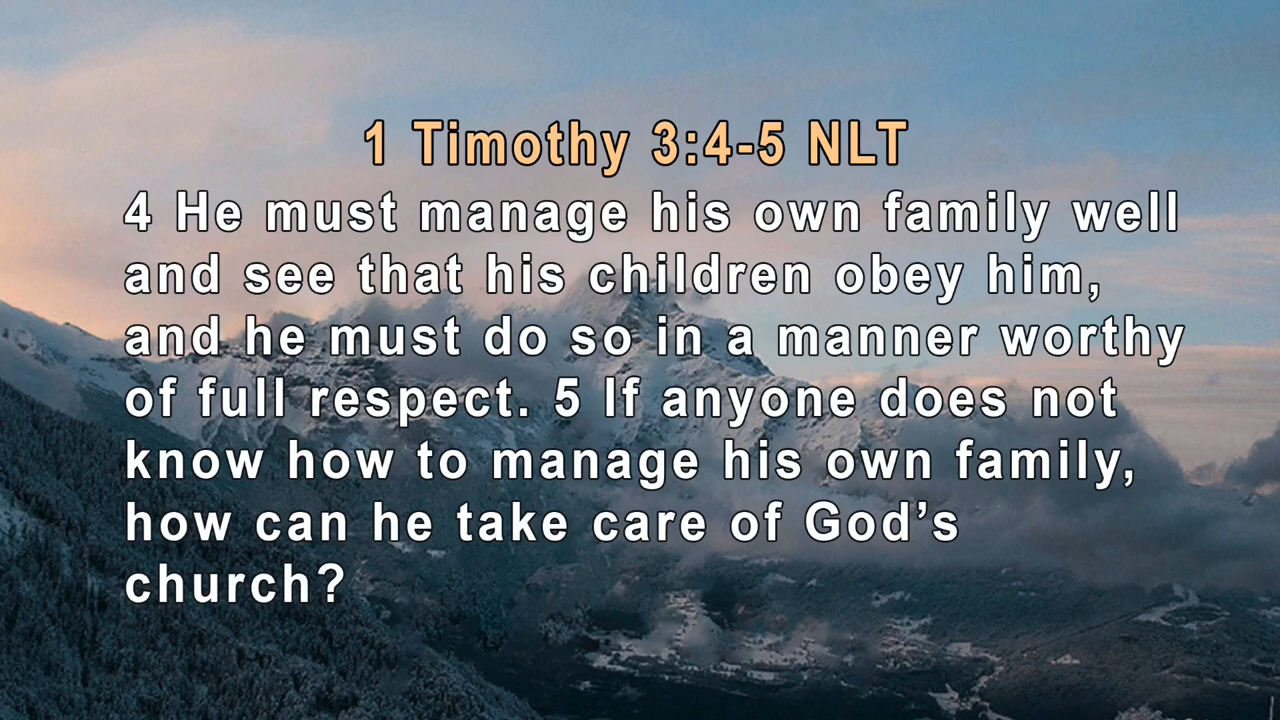 1 Timothy 3:4-5 NLT
4 He must manage his own family well
and see that his children obey him,
and he must do so in a manner worthy
of full respect. 5 If anyone does not
know how to manage his own family,
how can he take care of God’s
church?